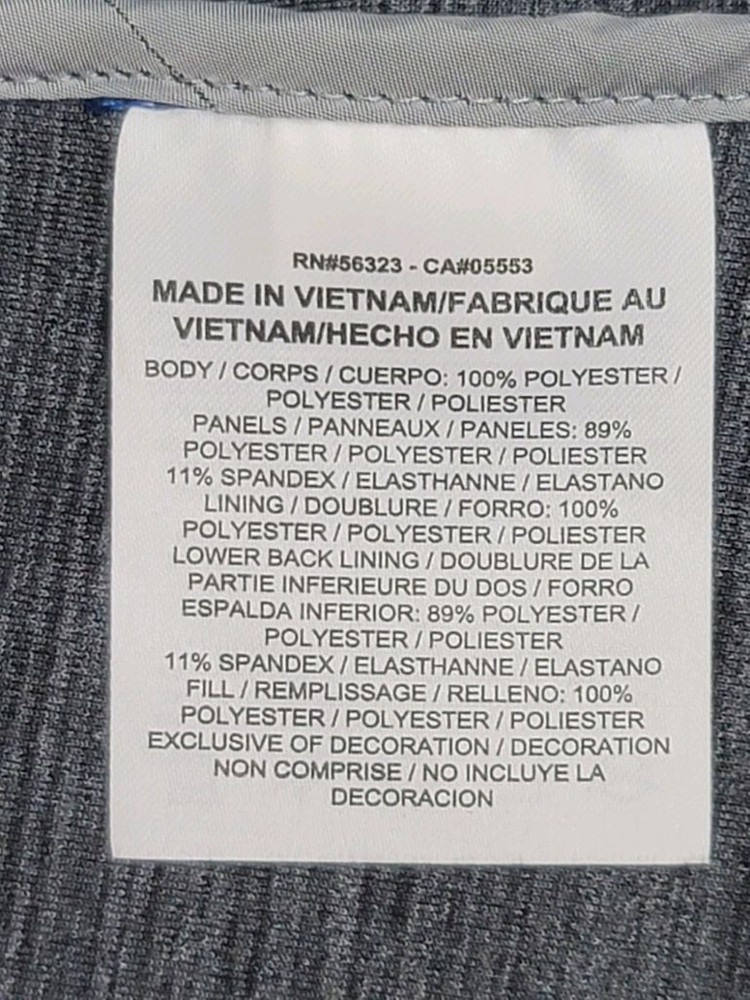 RN#56323 - CA#05553
MADE IN VIETNAM/FABRIQUE AU
VIETNAM/HECHO EN VIETNAM
BODY / CORPS / CUERPO: 100% POLYESTER /
POLYESTER / POLIESTER
PANELS / PANNEAUX / PANELES: 89%
POLYESTER / POLYESTER / POLIESTER
11% SPANDEX / ELASTHANNE / ELASTANO
LINING / DOUBLURE / FORRO: 100%
POLYESTER / POLYESTER / POLIESTER
LOWER BACK LINING / DOUBLURE DE LA
PARTIE INFERIEURE DU DOS / FORRO
ESPALDA INFERIOR: 89% POLYESTER /
POLYESTER / POLIESTER
11% SPANDEX / ELASTHANNE / ELASTANO
FILL / REMPLISSAGE / RELLENO: 100%
POLYESTER / POLYESTER / POLIESTER
EXCLUSIVE OF DECORATION / DECORATION
NON COMPRISE / NO INCLUYE LA
DECORACION